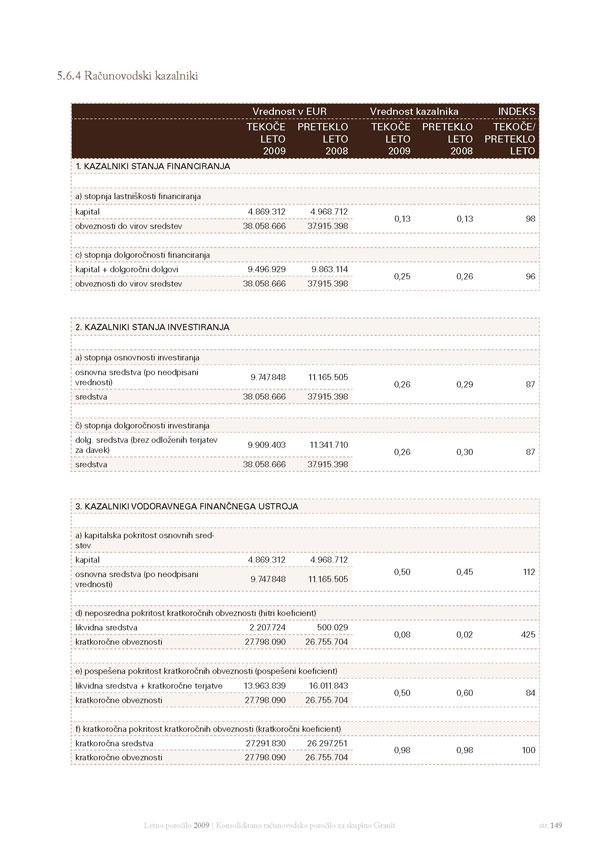 5.6.4 Računovodski kazalniki
Vrednost v EUR Vrednost kazalnika INDEKS
TEKOČE PRETEKLO TEKOČE PRETEKLO TEKOČE/
LETO LETO LETO LETO PRETEKLO
2009 2008 2009 2008 LETO
1. KAZALNIKI STANJA FINANCIRANJA
a) stopnja lastniškosti financiranja
kapital 4.869.312 4.968.712
0,13 0,13 98
obveznosti do virov sredstev 38.058.666 37.915.398
c) stopnja dolgoročnosti financiranja
kapital + dolgoročni dolgovi 9.496.929 9.863.114
0,25 0,26 96
obveznosti do virov sredstev 38.058.666 37.915.398
2. KAZALNIKI STANJA INVESTIRANJA
a) stopnja osnovnosti investiranja
osnovna sredstva (po neodpisani
vrednosti) 9.747.848 11.165.505
0,26 0,29 87
sredstva 38.058.666 37.915.398
č) stopnja dolgoročnosti investiranja
dolg. sredstva (brez odloženih terjatev
za davek) 9.909.403 11.341.710
0,26 0,30 87
sredstva 38.058.666 37.915.398
3. KAZALNIKI VODORAVNEGA FINANČNEGA USTROJA
a) kapitalska pokritost osnovnih sred-
stev
kapital 4.869.312 4.968.712
0,50 0,45 112
osnovna sredstva (po neodpisani
vrednosti) 9.747.848 11.165.505
d) neposredna pokritost kratkoročnih obveznosti (hitri koeficient)
likvidna sredstva 2.207.724 500.029
0,08 0,02 425
kratkoročne obveznosti 27.798.090 26.755.704
e) pospešena pokritost kratkoročnih obveznosti (pospešeni koeficient)
likvidna sredstva + kratkoročne terjatve 13.963.839 16.011.843
0,50 0,60 84
kratkoročne obveznosti 27.798.090 26.755.704
f) kratkoročna pokritost kratkoročnih obveznosti (kratkoročni koeficient)
kratkoročna sredstva 27.291.830 26.297.251
0,98 0,98 100
kratkoročne obveznosti 27.798.090 26.755.704
Letno poročilo 2009 | Konsolidirano računovodsko poročilo za skupino Granit str. 149